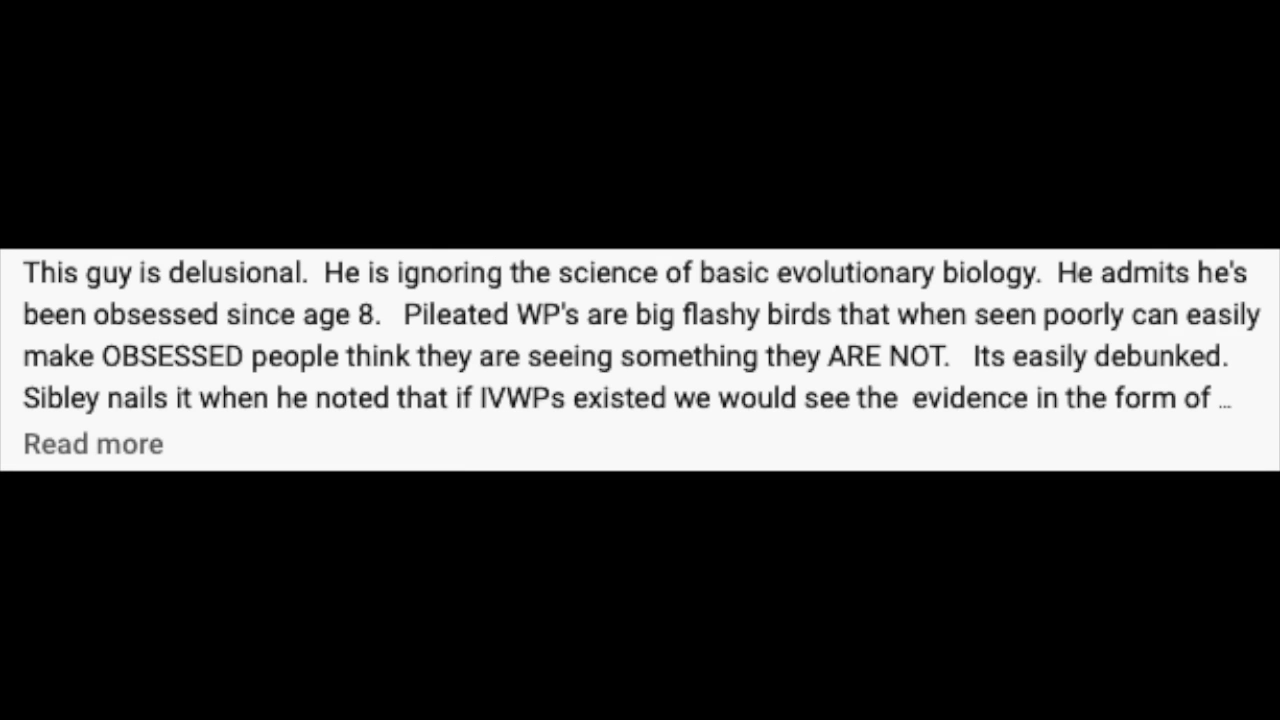 This guy is delusional.  He is ignoring the science of basic evolutionary biology.  He admits he's
been obsessed since age 8.   Pileated WP's are big flashy birds that when seen poorly can easily
make OBSESSED people think they are seeing something they ARE NOT.   Its easily debunked.
Sibley nails it when he noted that if IVWPs existed we would see the  evidence in the form of ...
Read more